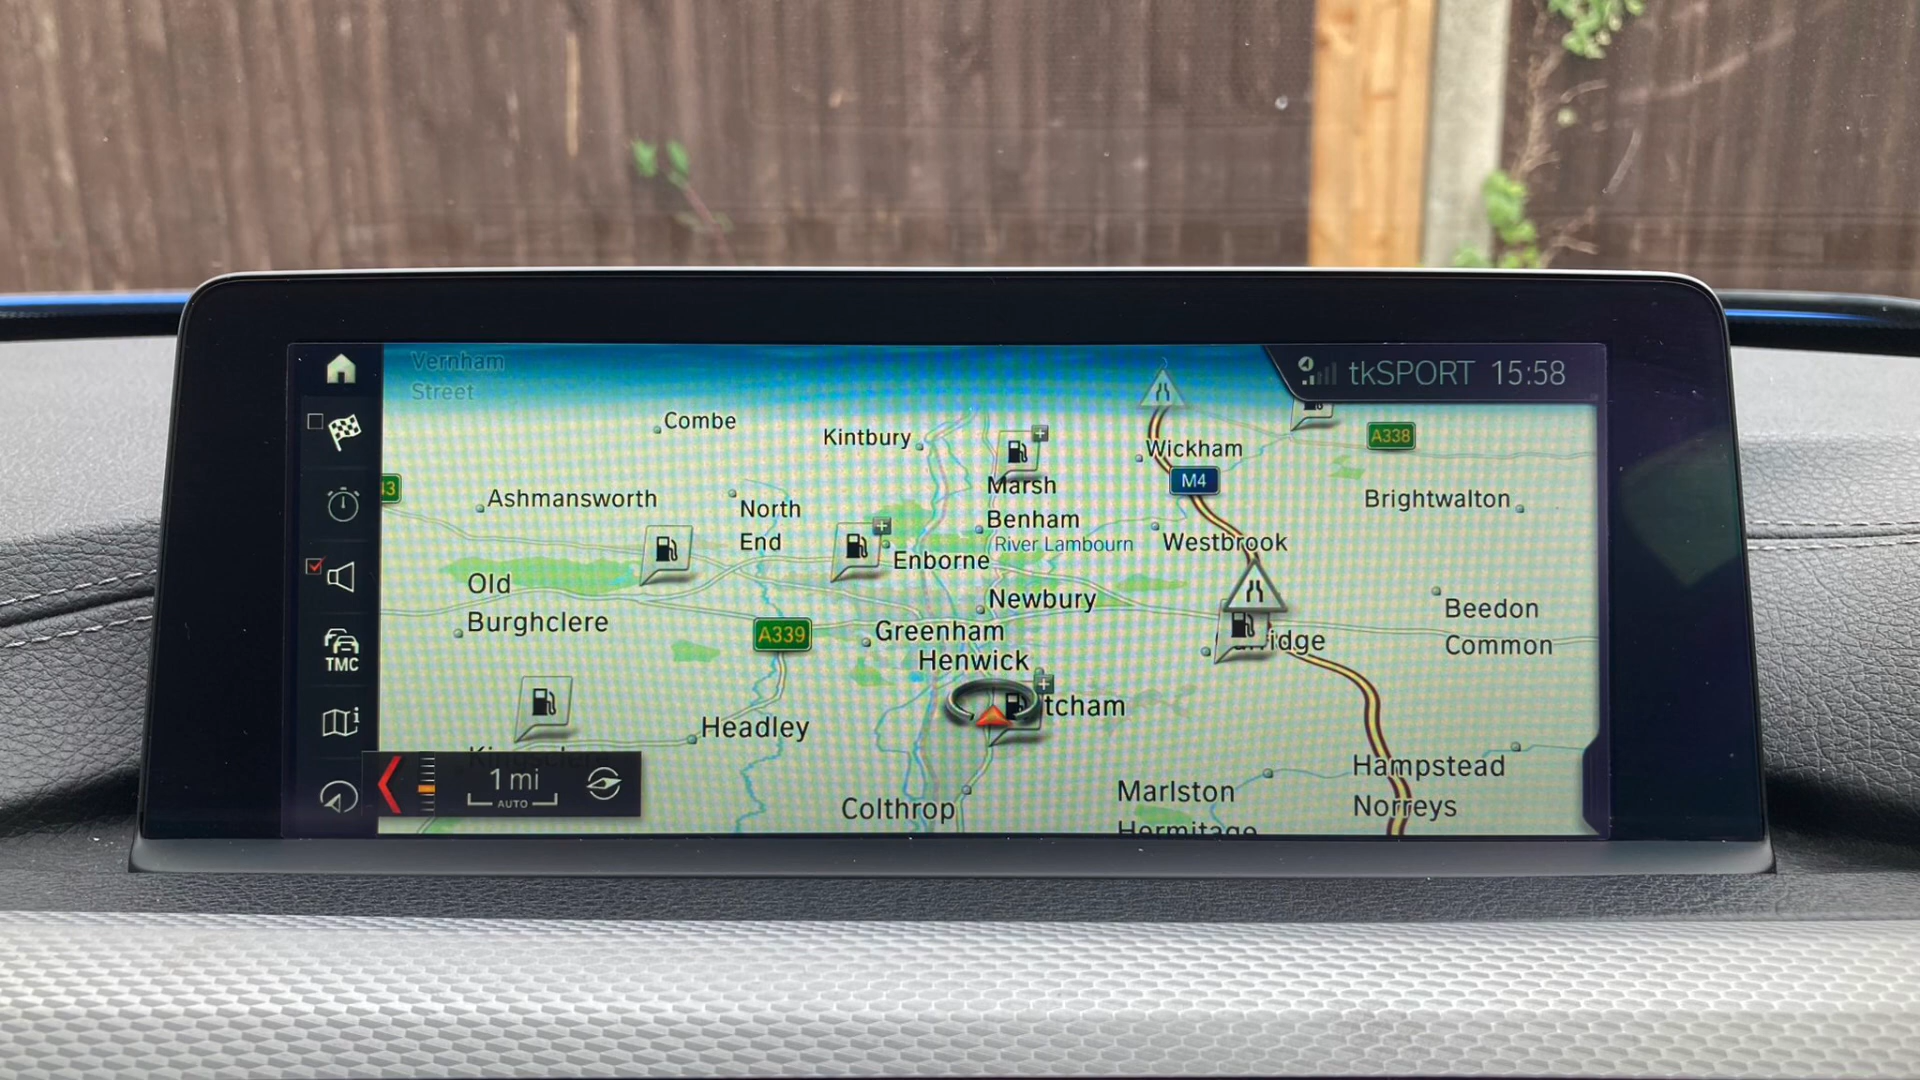 Vernham
Street
tkSPORT 15:58
Combe
Kintbury
Wickham
A338
M4
Marsh
Benham
Ashmansworth
North
End
Brightwalton
River Lambourn
Westbrook
Enborne
Old
Burghclere
Newbury
Beedon
Common
A339
Greenham
Henwick
idge
TMC
tcham
Headley
1 mi
AUTO
Colthrop
Marlston
Hermitage
Hampstead
Norreys